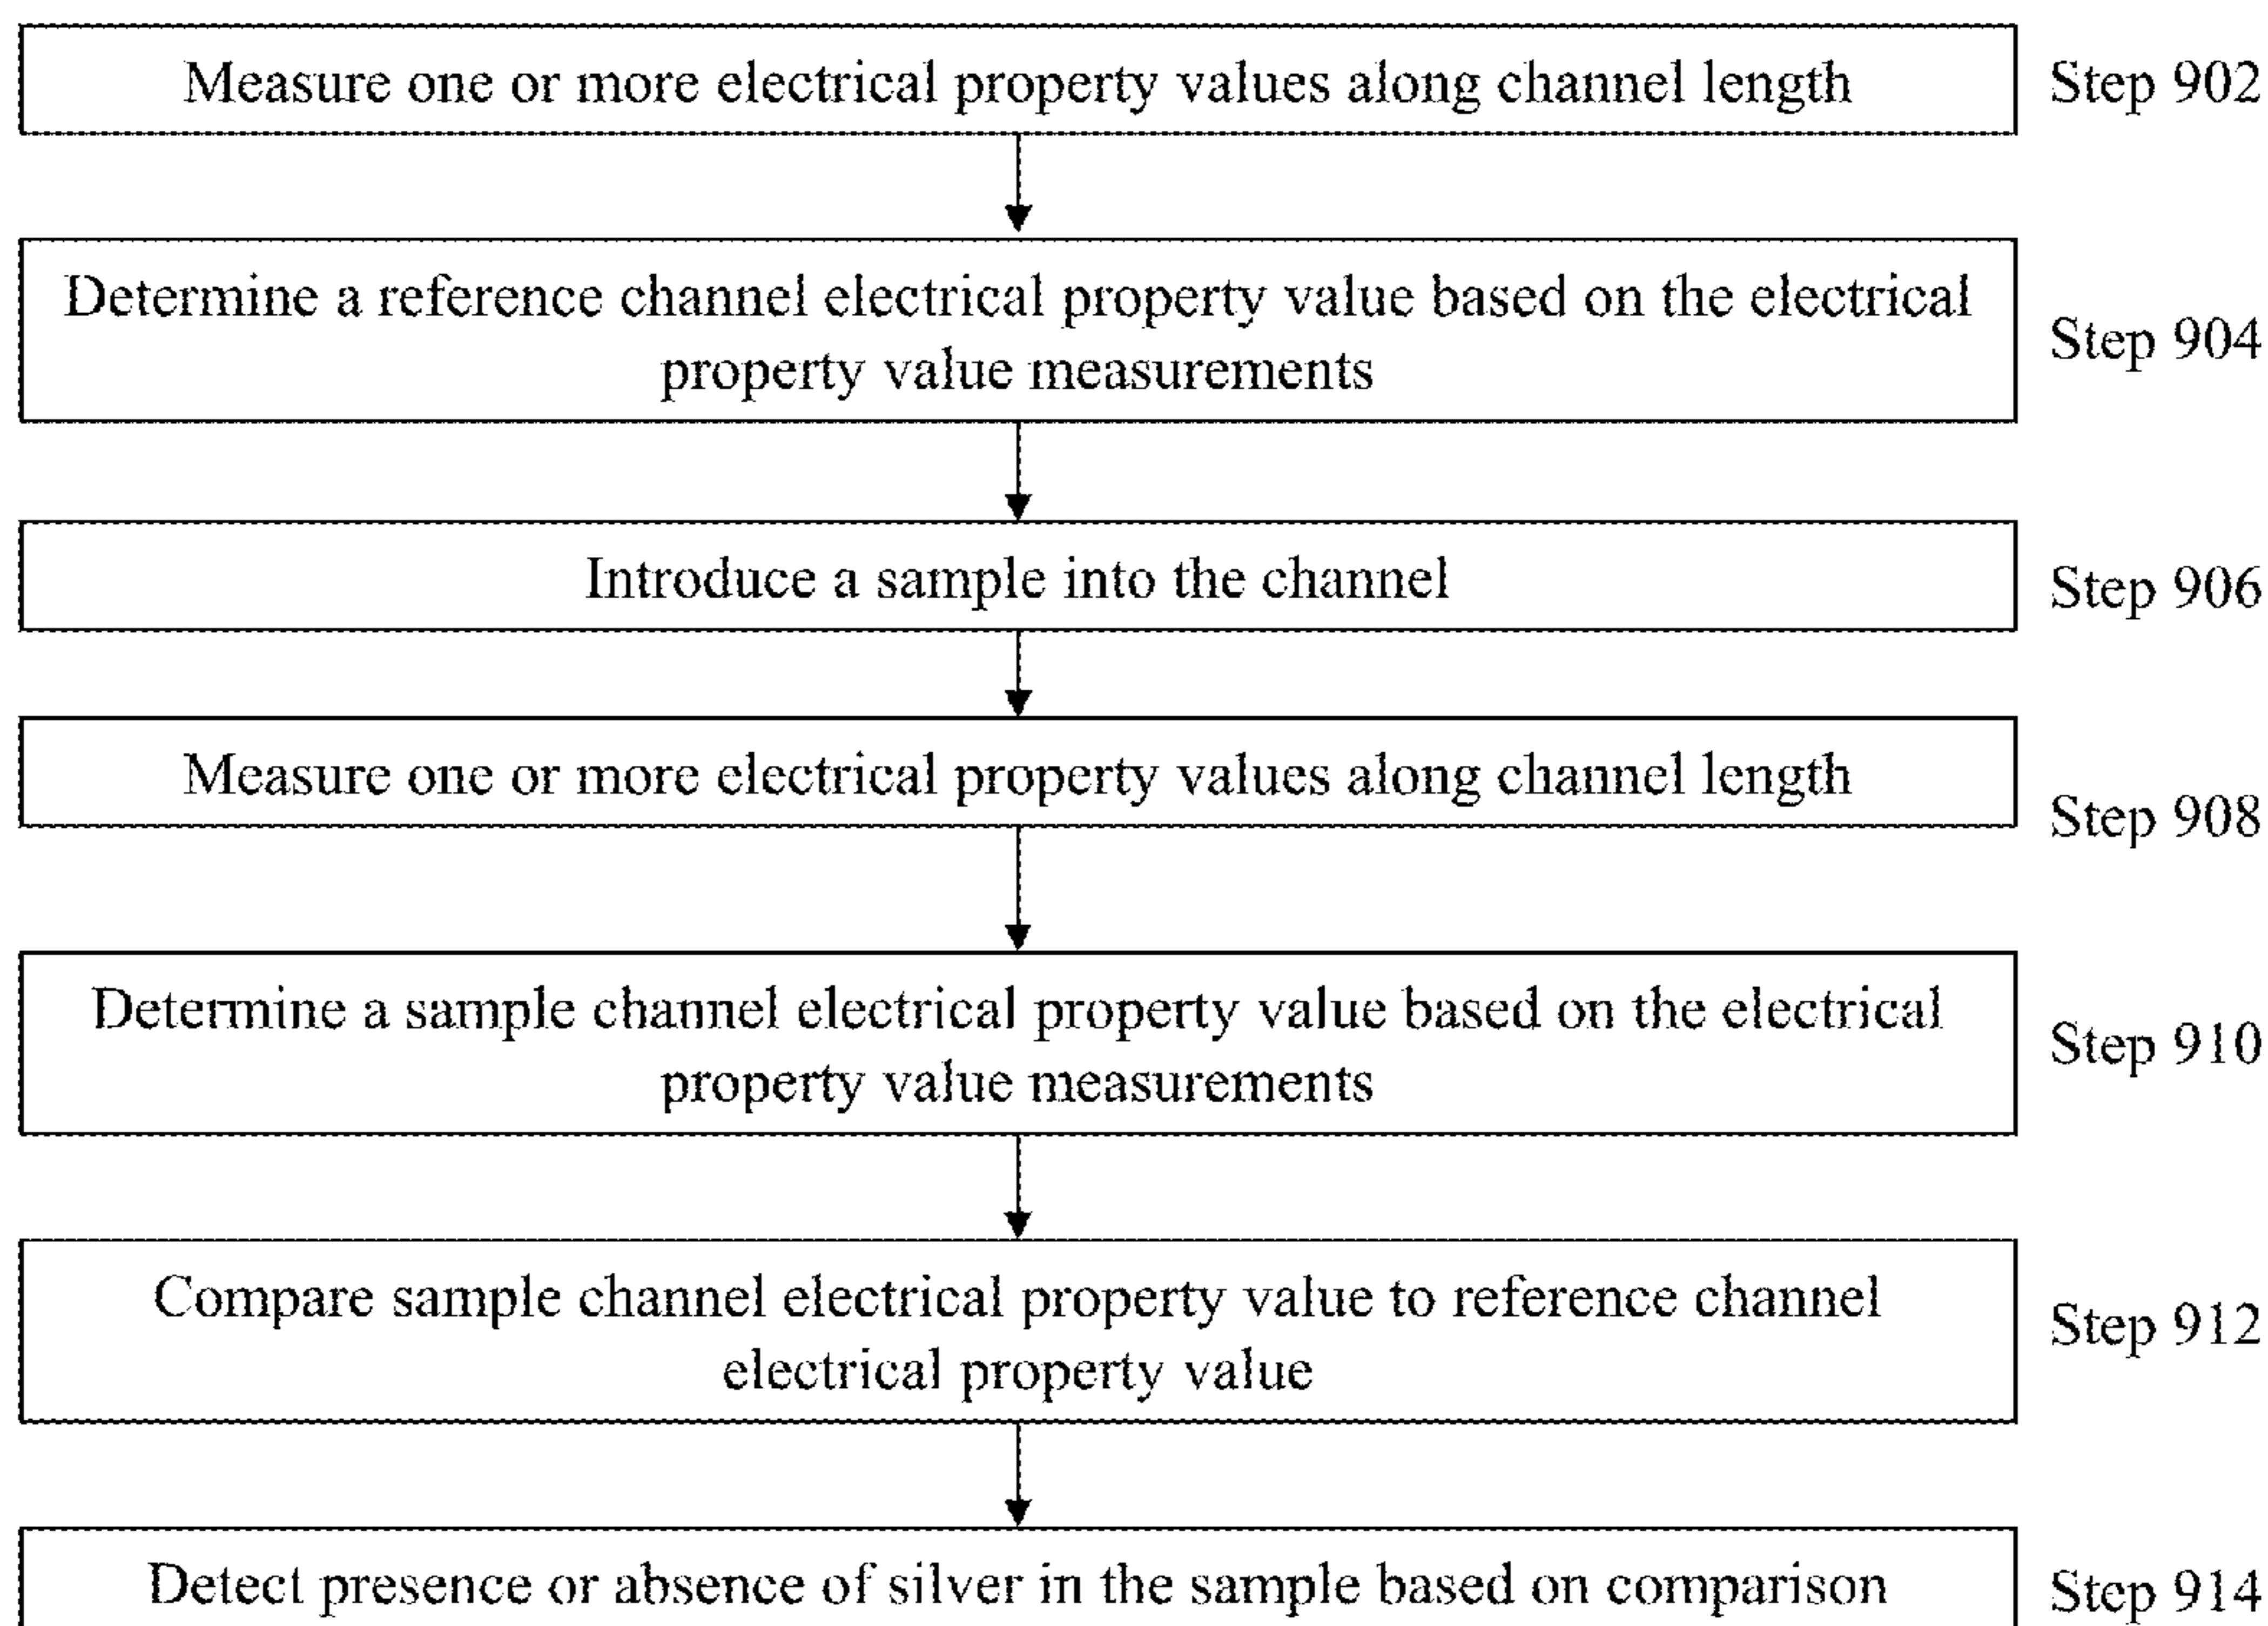 Measure one or more electrical property values along channel length
Step 902
Determine a reference channel electrical
property value based on the electrical
property value measurements
Step 904
Introduce a sample into the channel
Step 906
Measure one or more electrical property values along channel length
Step 908
Determine a sample channel electrical property value based on the electrical
property value measurements
Step 910
Compare sample channel electrical property value to reference channel
electrical property value
Step 912
Detect presence or absence of silver in the sample based on comparison
Step 914